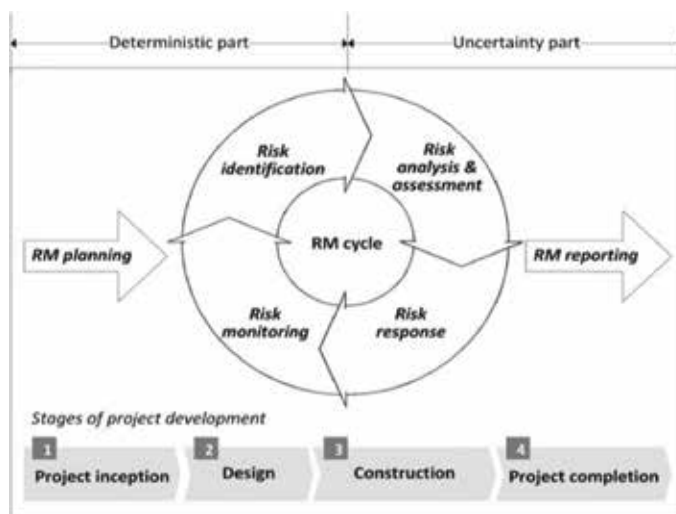 Deterministic part
Uncertainty part
Risk
identification
Risk
analysis &
assessment
RM planning
RM cycle
RM reporting
Risk
monitoring
Risk
response
Stages of project development
1
Project inception
2
Design
3
Construction
4
Project completion